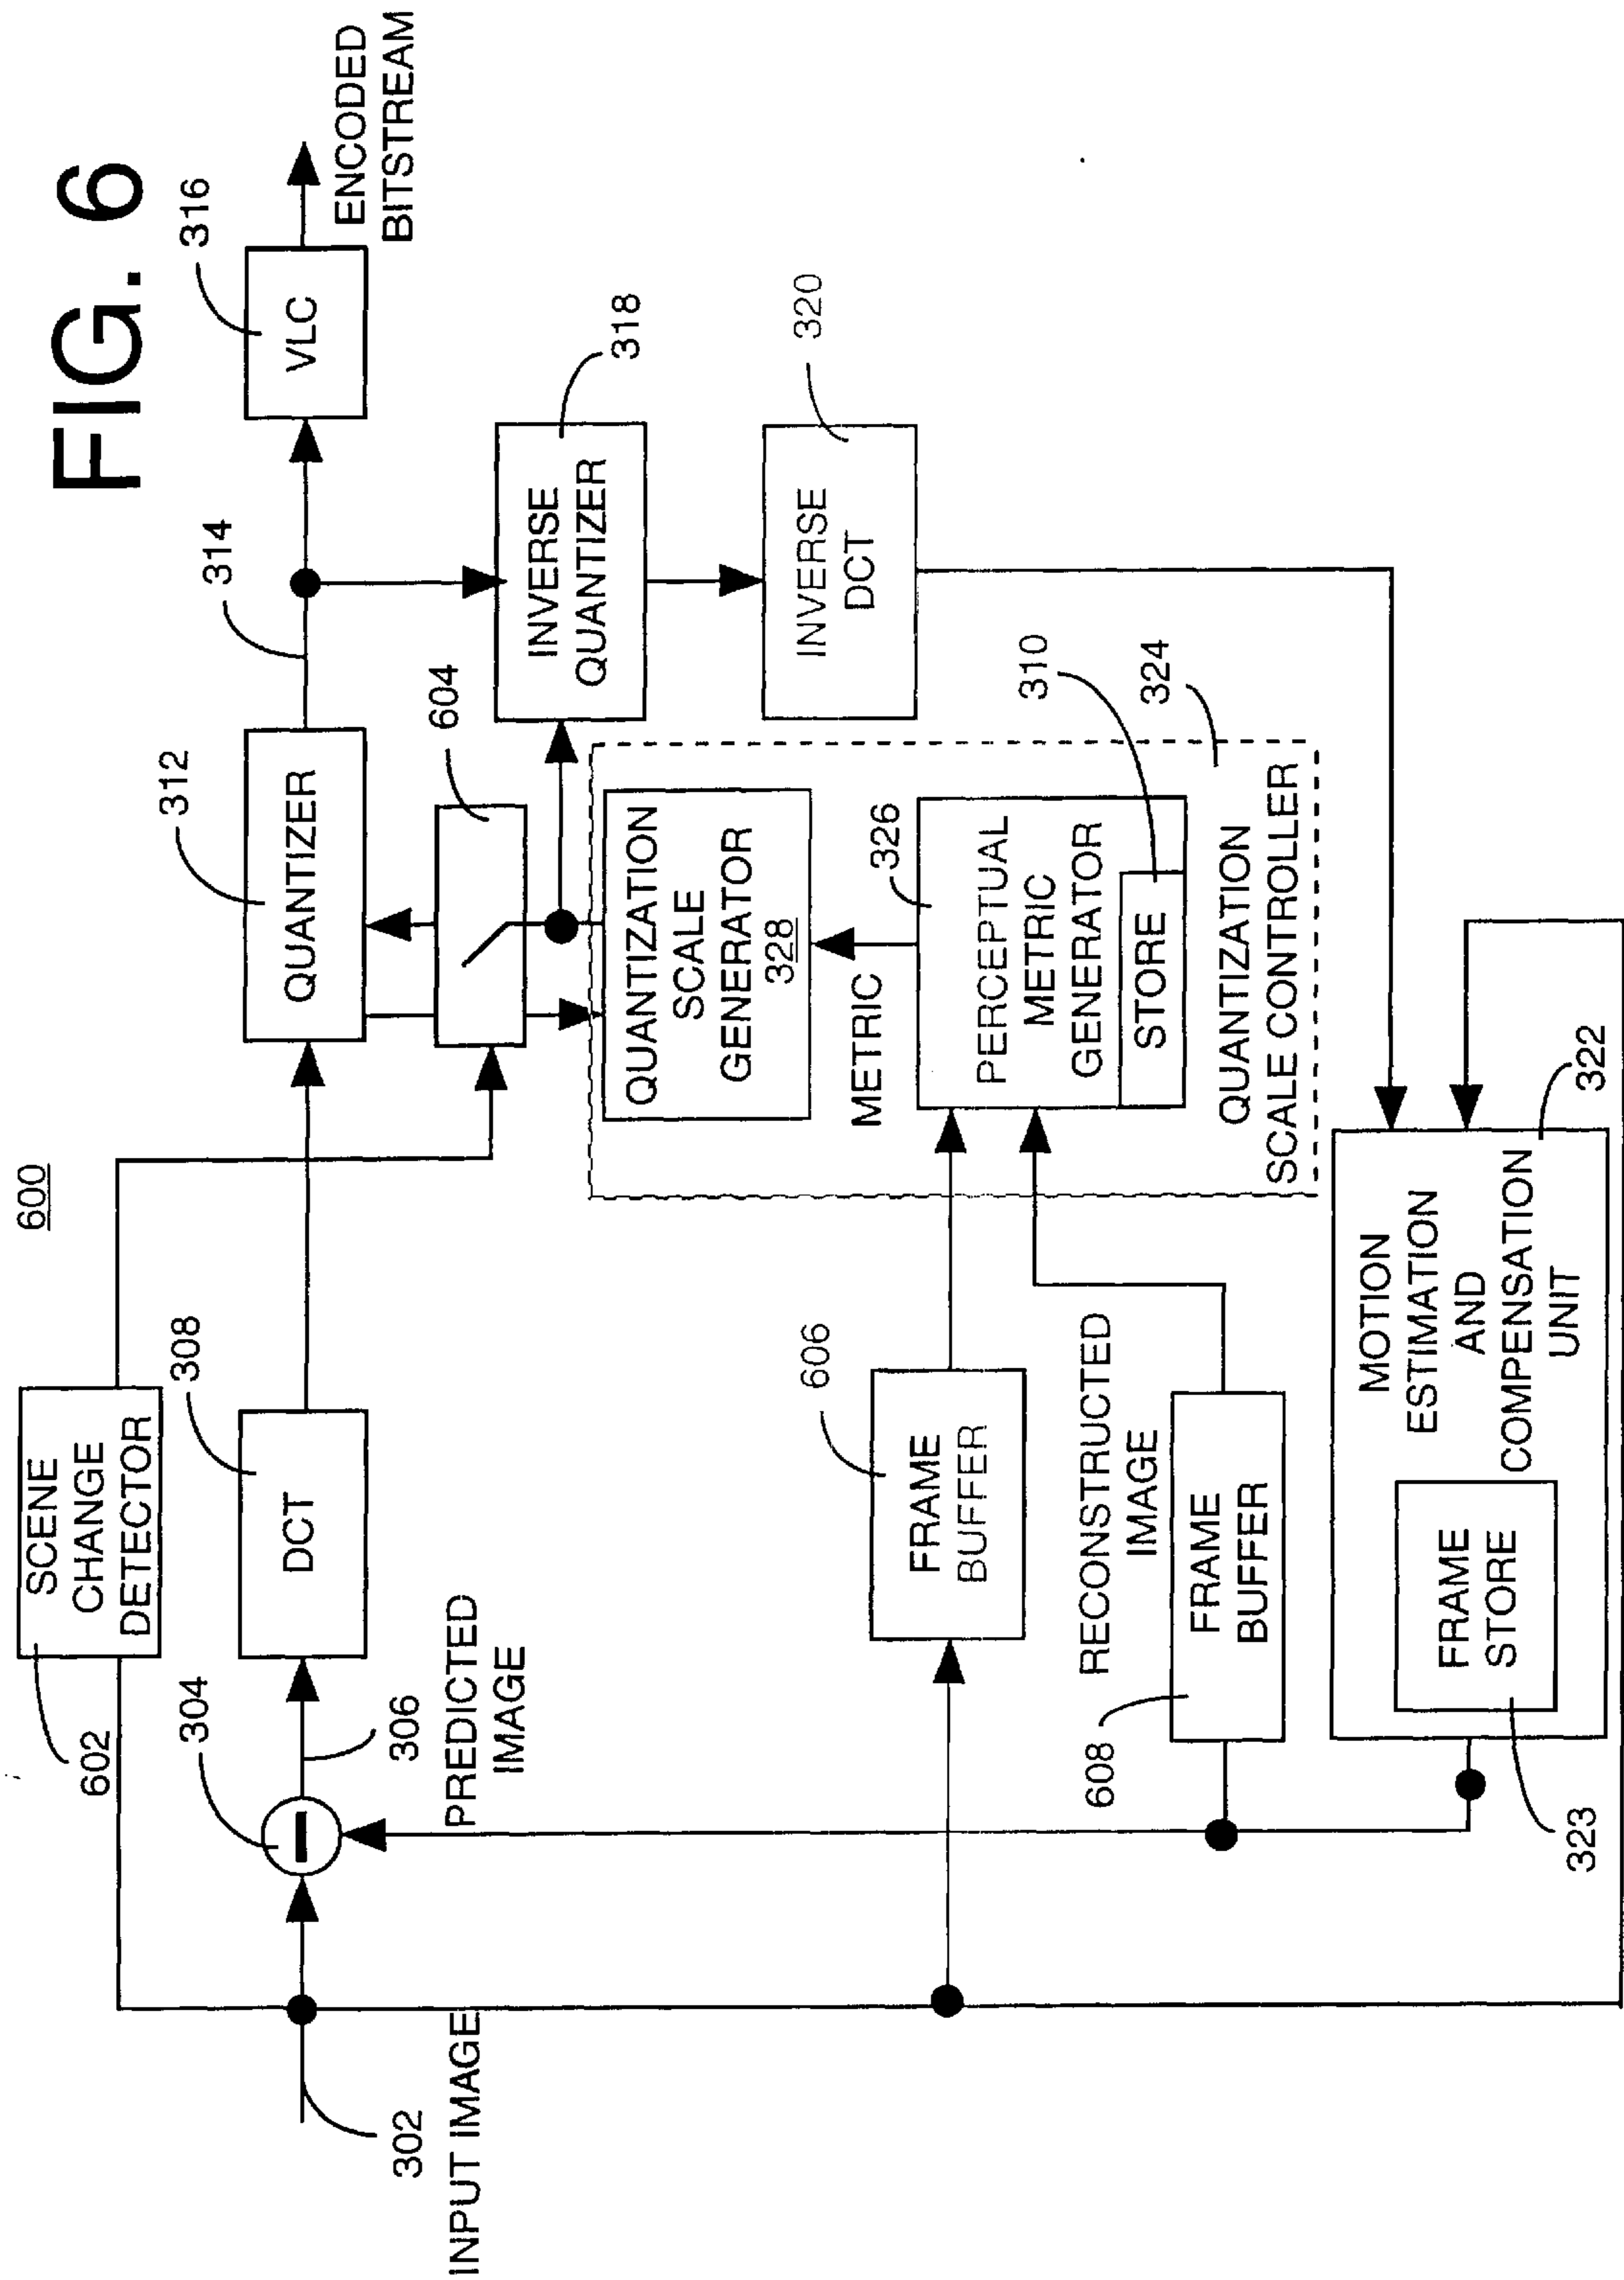 FIG. 6
600
SCENE
CHANGE
DETECTOR
602
INPUT IMAGE
302
304
306
PREDICTED
IMAGE
308
DCT
312
QUANTIZER
314
316
VLC
ENCODED
BITSTREAM
604
318
INVERSE
QUANTIZER
320
INVERSE
DCT
QUANTIZATION
SCALE
GENERATOR
328
METRIC
326
PERCEPTUAL
METRIC
GENERATOR
310
STORE
324
QUANTIZATION
SCALE CONTROLLER
606
FRAME
BUFFER
RECONSTRUCTED
IMAGE
608
FRAME
BUFFER
322
MOTION
ESTIMATION
AND
COMPENSATION
UNIT
FRAME
STORE
323